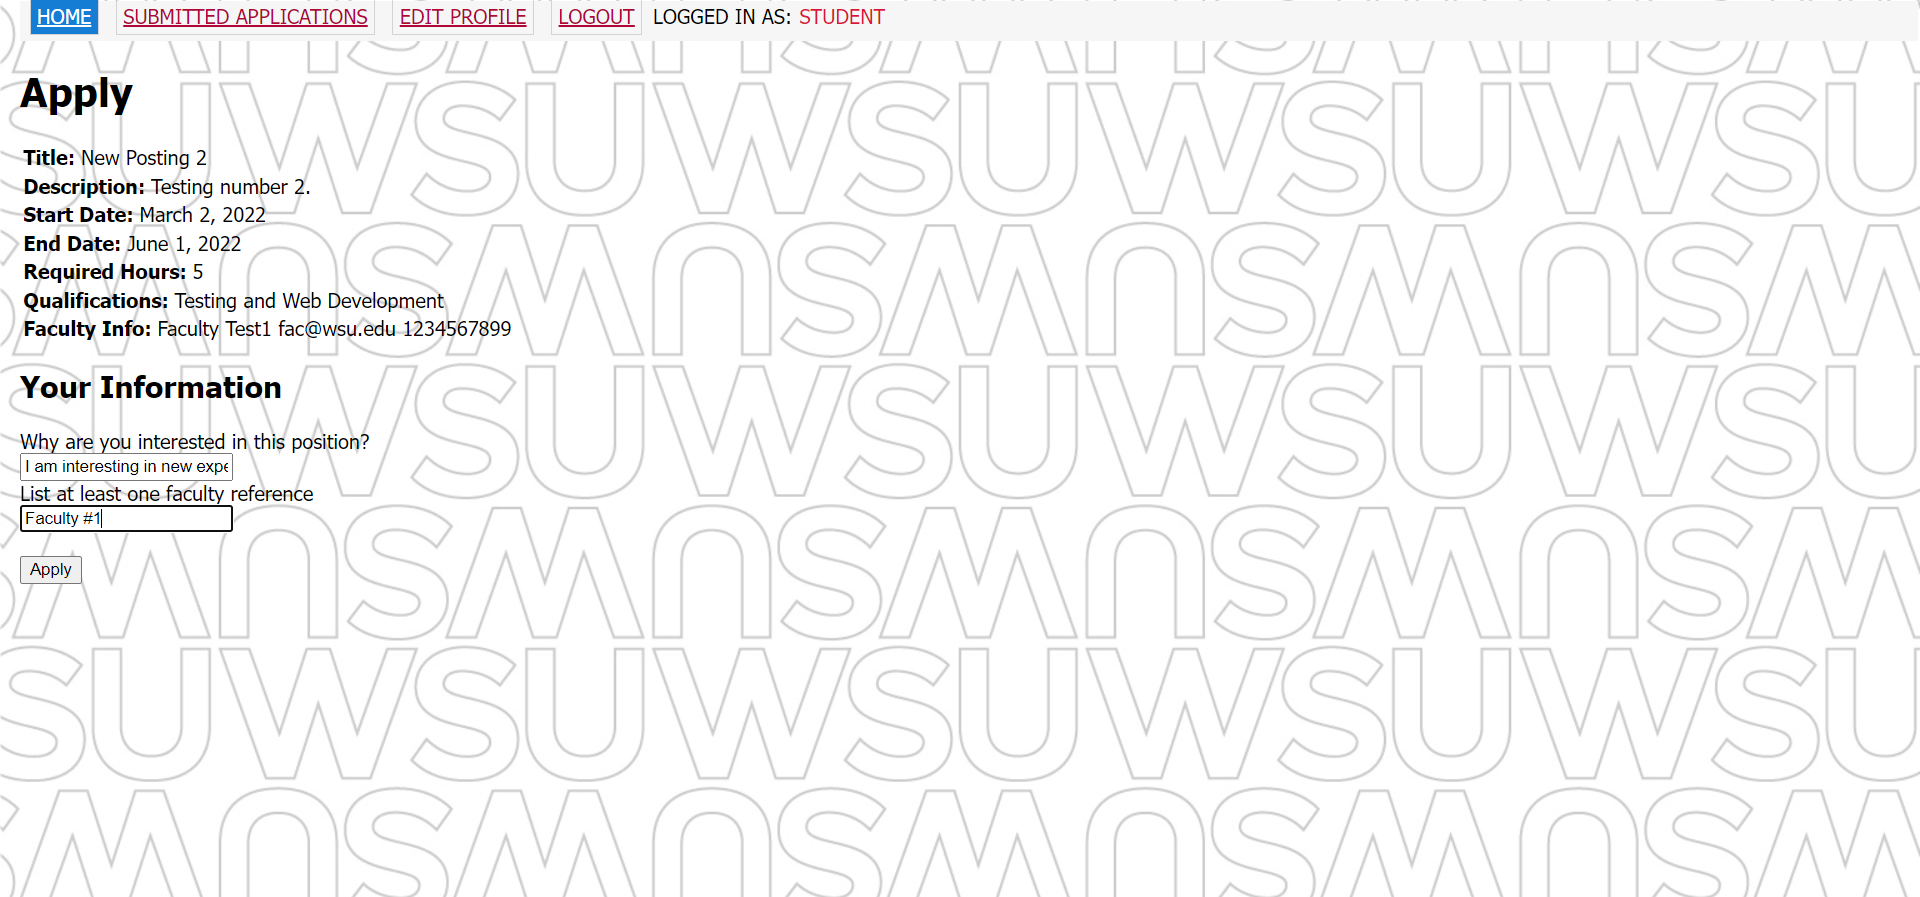 HOME SUBMITTED APPLICATIONS EDIT PROFILE LOGOUT LOGGED IN AS: STUDENT
Apply
Title: New Posting 2
Description: Testing number 2.
Start Date: March 2, 2022
End Date: June 1, 2022
Required Hours: 5
Qualifications: Testing and Web Development
Faculty Info: Faculty Test1 fac@wsu.edu 1234567899
Your Information
Why are you interested in this position?
I am interesting in new expe
List at least one faculty reference
Faculty #1
Apply